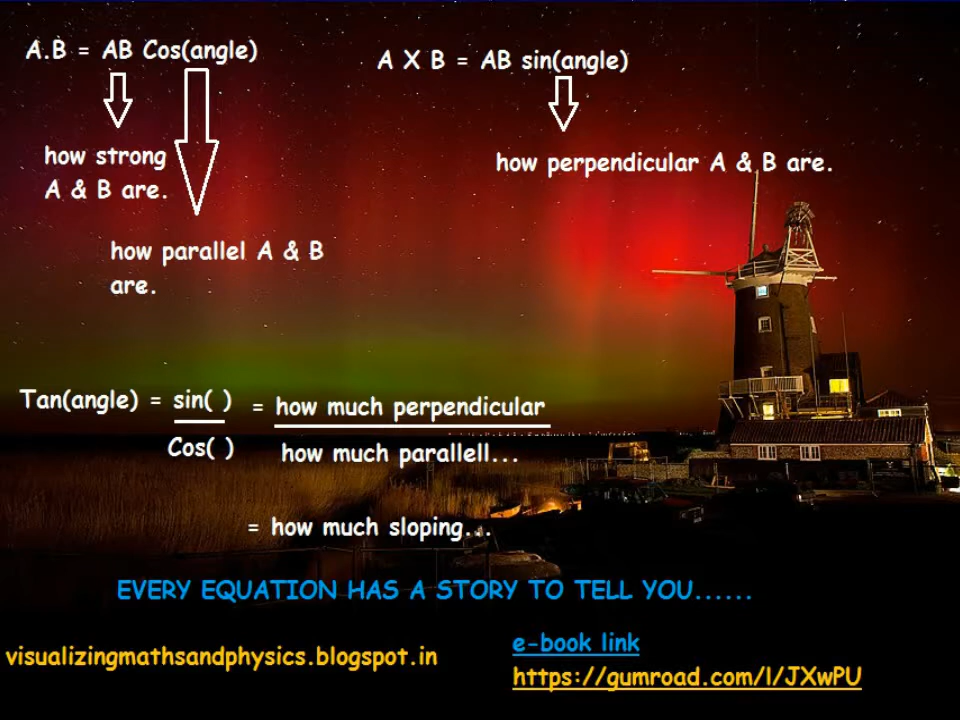 A.B = AB Cos(angle)
how strong
A & B are.
how parallel A & B
are.
A X B = AB sin(angle)
how perpendicular A & B are.
Tan(angle) = sin( ) = how much perpendicular
Cos( ) how much parallell...
= how much sloping...
EVERY EQUATION HAS A STORY TO TELL YOU......
visualizingmathsandphysics.blogspot.in
e-book link
https://gumroad.com/l/JXwPU